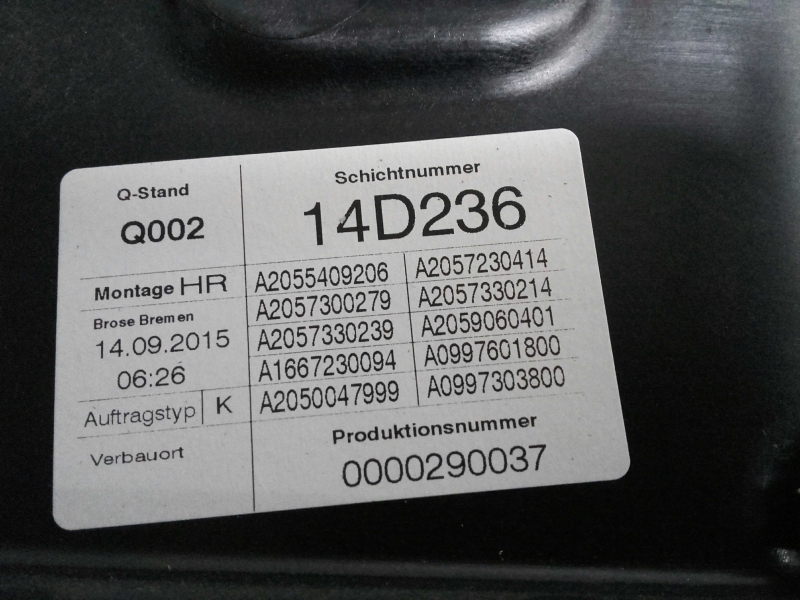 Q-Stand
Q002
Schichtnummer
14D236
Montage HR
Brose Bremen
14.09.2015
06:26
Auftragstyp K
Verbauort
A2055409206 A2057230414
A2057300279 A2057330214
A2057330239 A2059060401
A1667230094 A0997601800
A2050047999 A0997303800
Produktionsnummer
0000290037